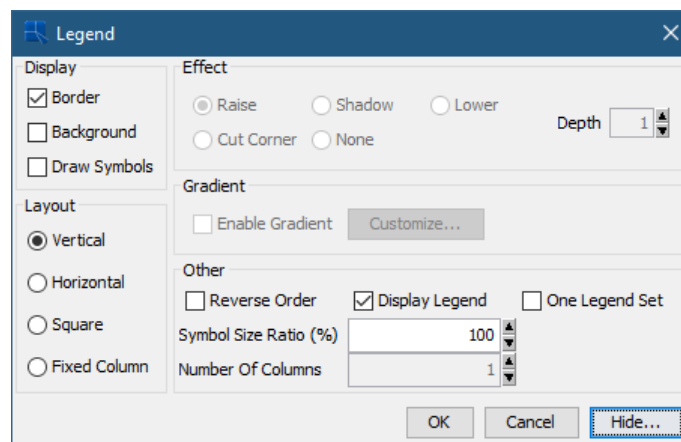 Legend
Display
Border
Background
Draw Symbols
Layout
Vertical
Horizontal
Square
Fixed Column
Effect
Raise Shadow Lower
Cut Corner None
Depth 1
Gradient
Enable Gradient Customize...
Other
Reverse Order Display Legend One Legend Set
Symbol Size Ratio (%) 100
Number Of Columns 1
OK Cancel Hide...